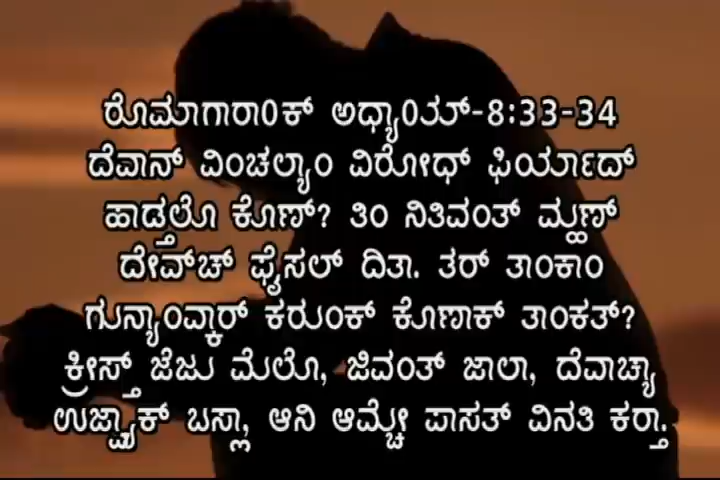 ರೊಮಾಗಾರಾಂಕ್ ಅಧ್ಯಾಂಯ್-8:33-34
ದೆವಾನ್ ವಿಂಚಲ್ಯಾಂ ವಿರೋಧ್ ಫಿರ್ಯಾದ್
ಹಾಡ್ತಲೊ ಕೊಣ್? ತಿಂ ನಿತಿವಂತ್ ಮ್ಹಣ್
ದೇವ್‌ಚ್ ಫೈಸಲ್ ದಿತಾ. ತರ್ ತಾಂಕಾಂ
ಗುನ್ಯಾಂವ್ಕಾರ್ ಕರುಂಕ್ ಕೊಣಾಕ್ ತಾಂಕತ್?
ಕ್ರೀಸ್ತ್ ಜೆಜು ಮೆಲೊ, ಜಿವಂತ್ ಜಾಲಾ, ದೆವಾಚ್ಯಾ
ಉಜ್ವ್ಯಾಕ್ ಬಸ್ಲಾ, ಆನಿ ಆಮ್ಚೇ ಪಾಸತ್ ವಿನತಿ ಕರ್ತಾ.